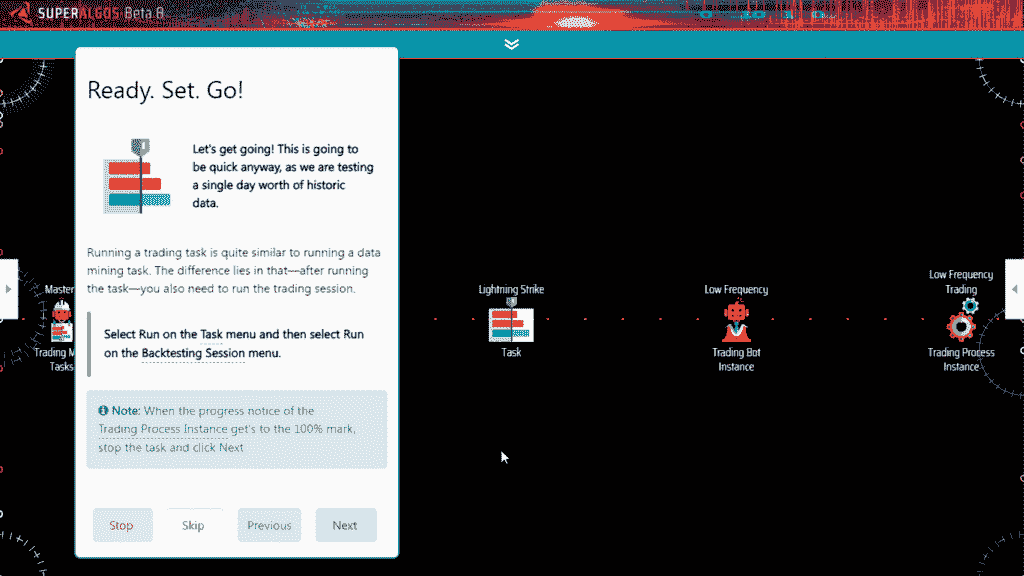 SUPERALGOS Beta 8
Ready. Set. Go!
Let's get going! This is going to
be quick anyway, as we are testing
a single day worth of historic
data.
Running a trading task is quite similar to running a data
mining task. The difference lies in that—after running
the task—you also need to run the trading session.
Select Run on the Task menu and then select Run
on the Backtesting Session menu.
Note: When the progress notice of the
Trading Process Instance get's to the 100% mark,
stop the task and click Next
Stop
Skip
Previous
Next
Master
Trading M
Tasks
Lightning Strike
Task
Low Frequency
Trading Bot
Instance
Low Frequency
Trading
Trading Process
Instance